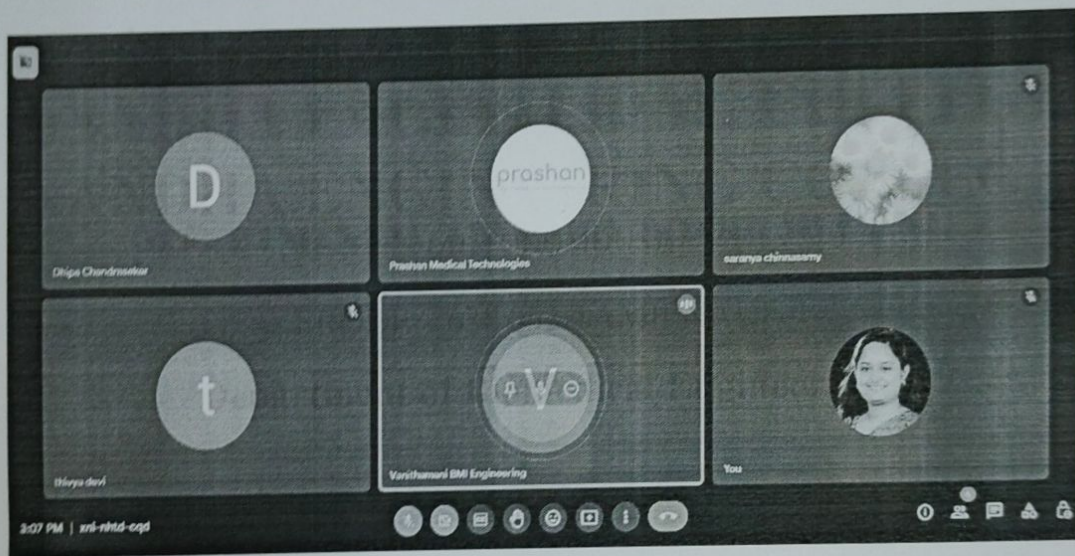 D
Dhipa Chandrasekar
prashan
Prashan Medical Technologies
saranya chinnasamy
t
thivya devi
V
Vanithamani BMI Engineering
You
3:07 PM | xni-nhtd-cqd